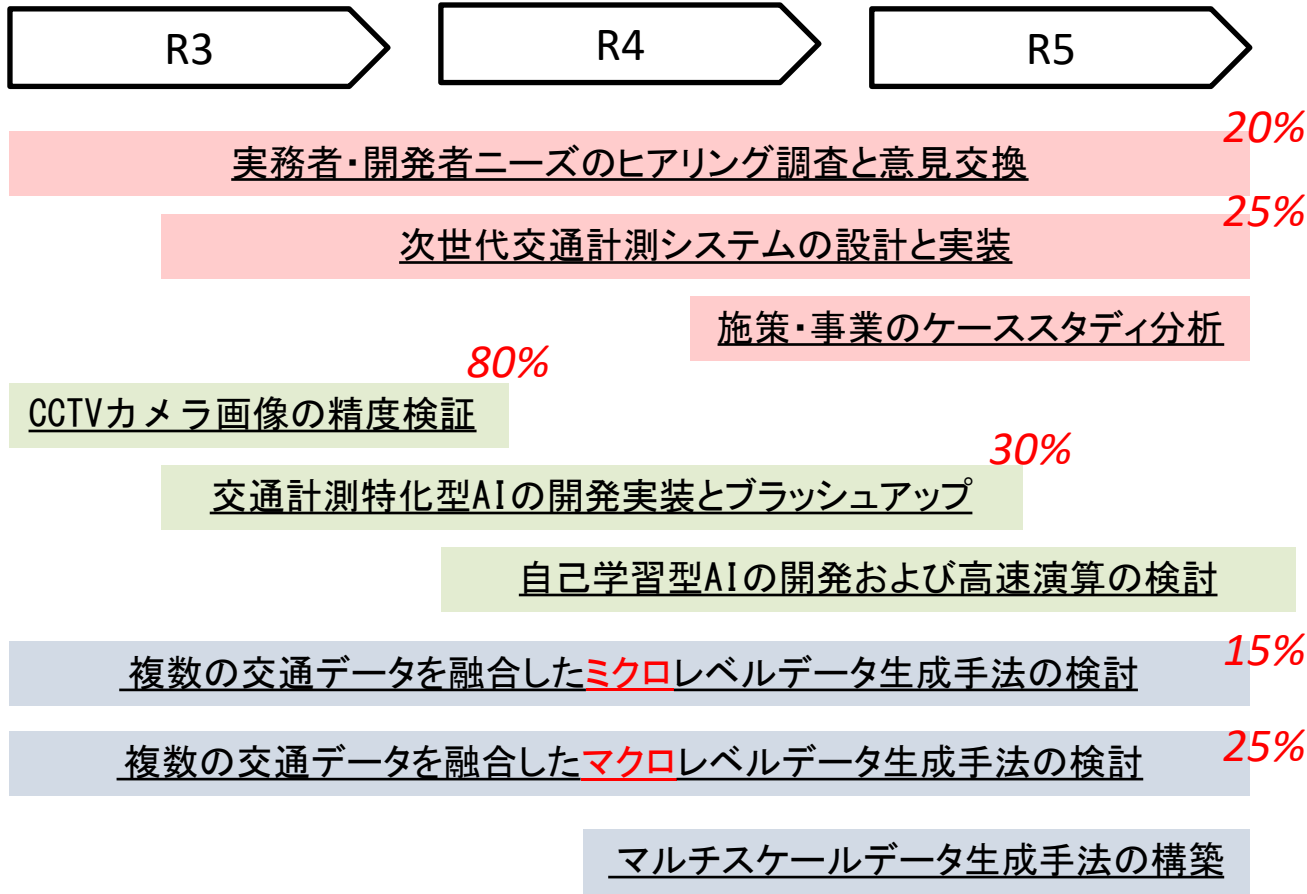 R3
R4
R5
20%
実務者・開発者ニーズのヒアリング調査と意見交換
25%
次世代交通計測システムの設計と実装
施策・事業のケーススタディ分析
80%
CCTVカメラ画像の精度検証
30%
交通計測特化型AIの開発実装とブラッシュアップ
自己学習型AIの開発および高速演算の検討
15%
複数の交通データを融合したミクロレベルデータ生成手法の検討
25%
複数の交通データを融合したマクロレベルデータ生成手法の検討
マルチスケールデータ生成手法の構築